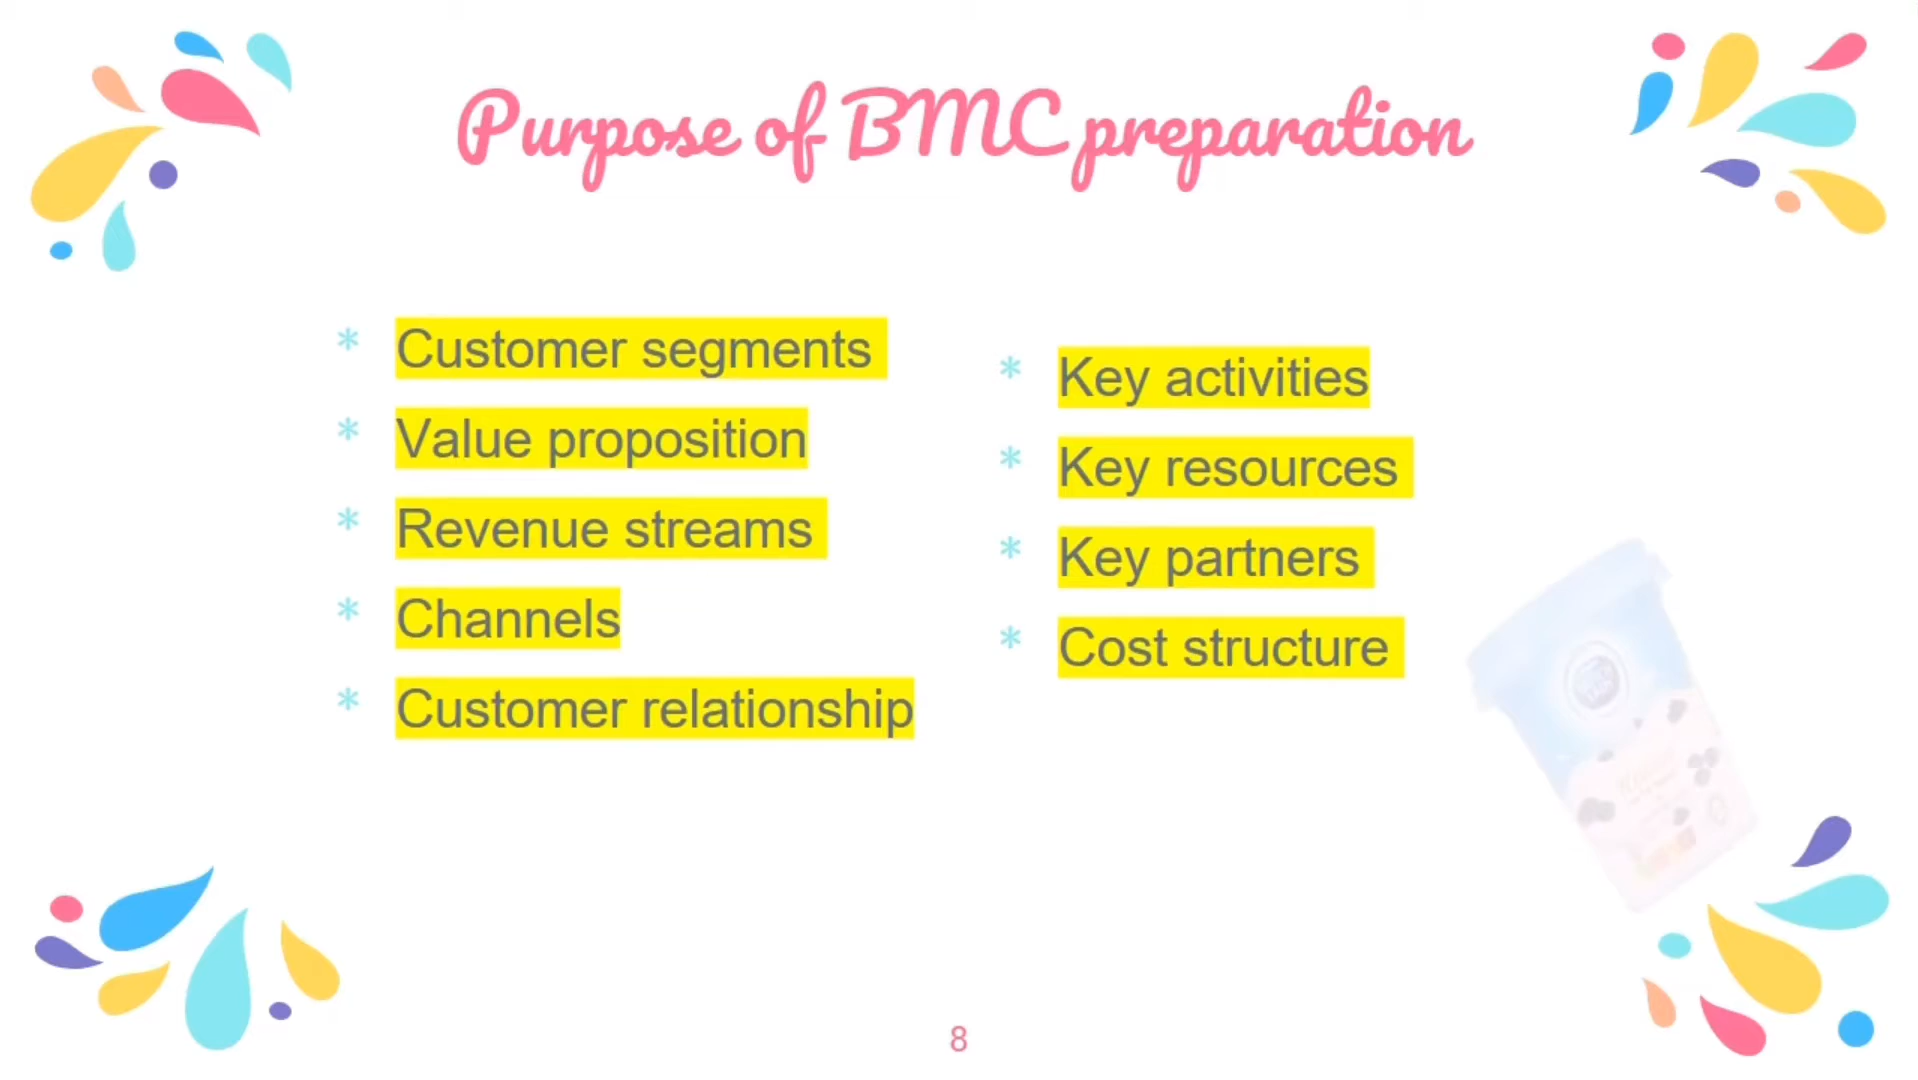 Purpose of BMC preparation
* Customer segments
* Value proposition
* Revenue streams
* Channels
* Customer relationship
* Key activities
* Key resources
* Key partners
* Cost structure
8